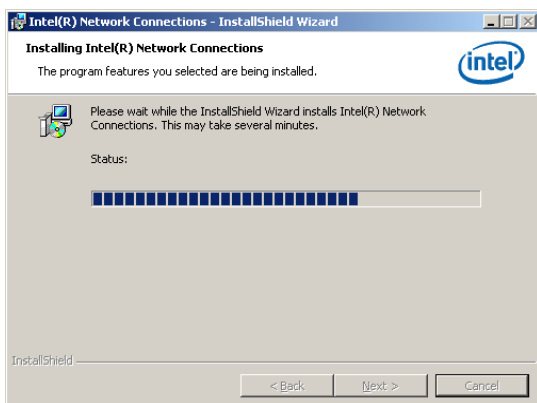 Intel(R) Network Connections - InstallShield Wizard
Installing Intel(R) Network Connections
The program features you selected are being installed.
intel
Please wait while the InstallShield Wizard installs Intel(R) Network
Connections. This may take several minutes.
Status:
InstallShield
< Back
Next >
Cancel